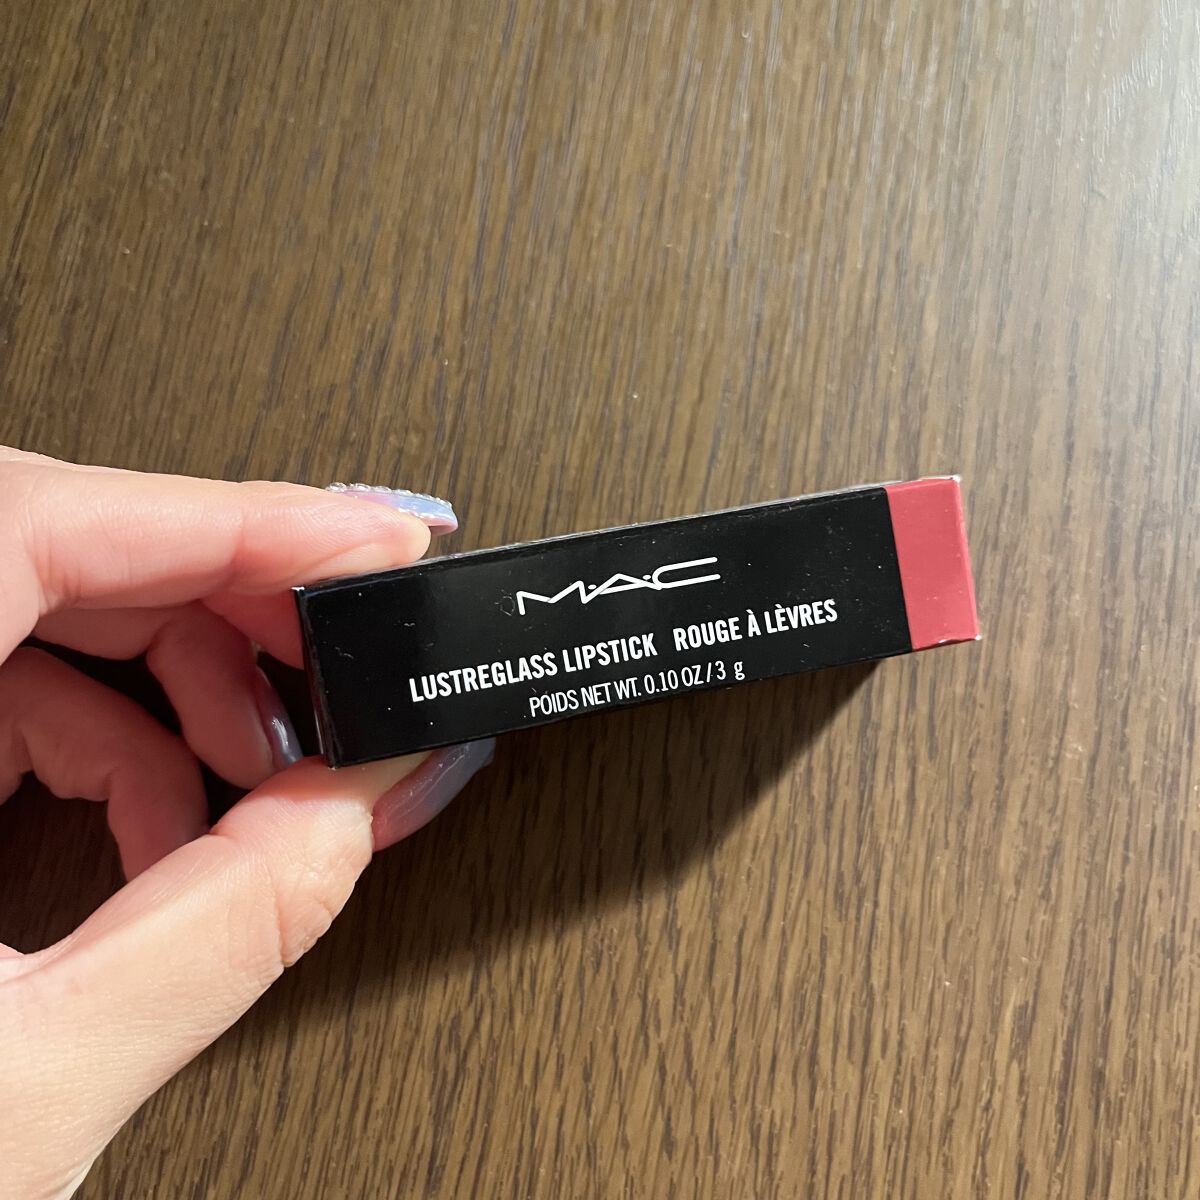 M·A·C
LUSTREGLASS LIPSTICK ROUGE À LÈVRES
POIDS NET WT. 0.10 OZ / 3 g